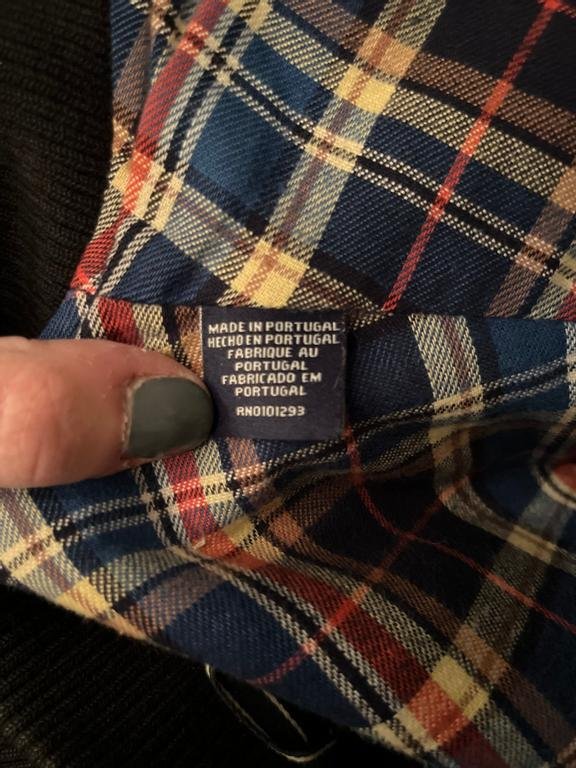 MADE IN PORTUGAL
HECHO EN PORTUGAL
FABRIQUE AU
PORTUGAL
FABRICADO EM
PORTUGAL
RN0101293